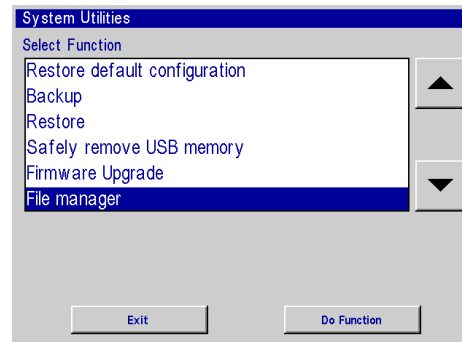 System Utilities
Select Function
Restore default configuration
Backup
Restore
Safely remove USB memory
Firmware Upgrade
File manager
Exit
Do Function